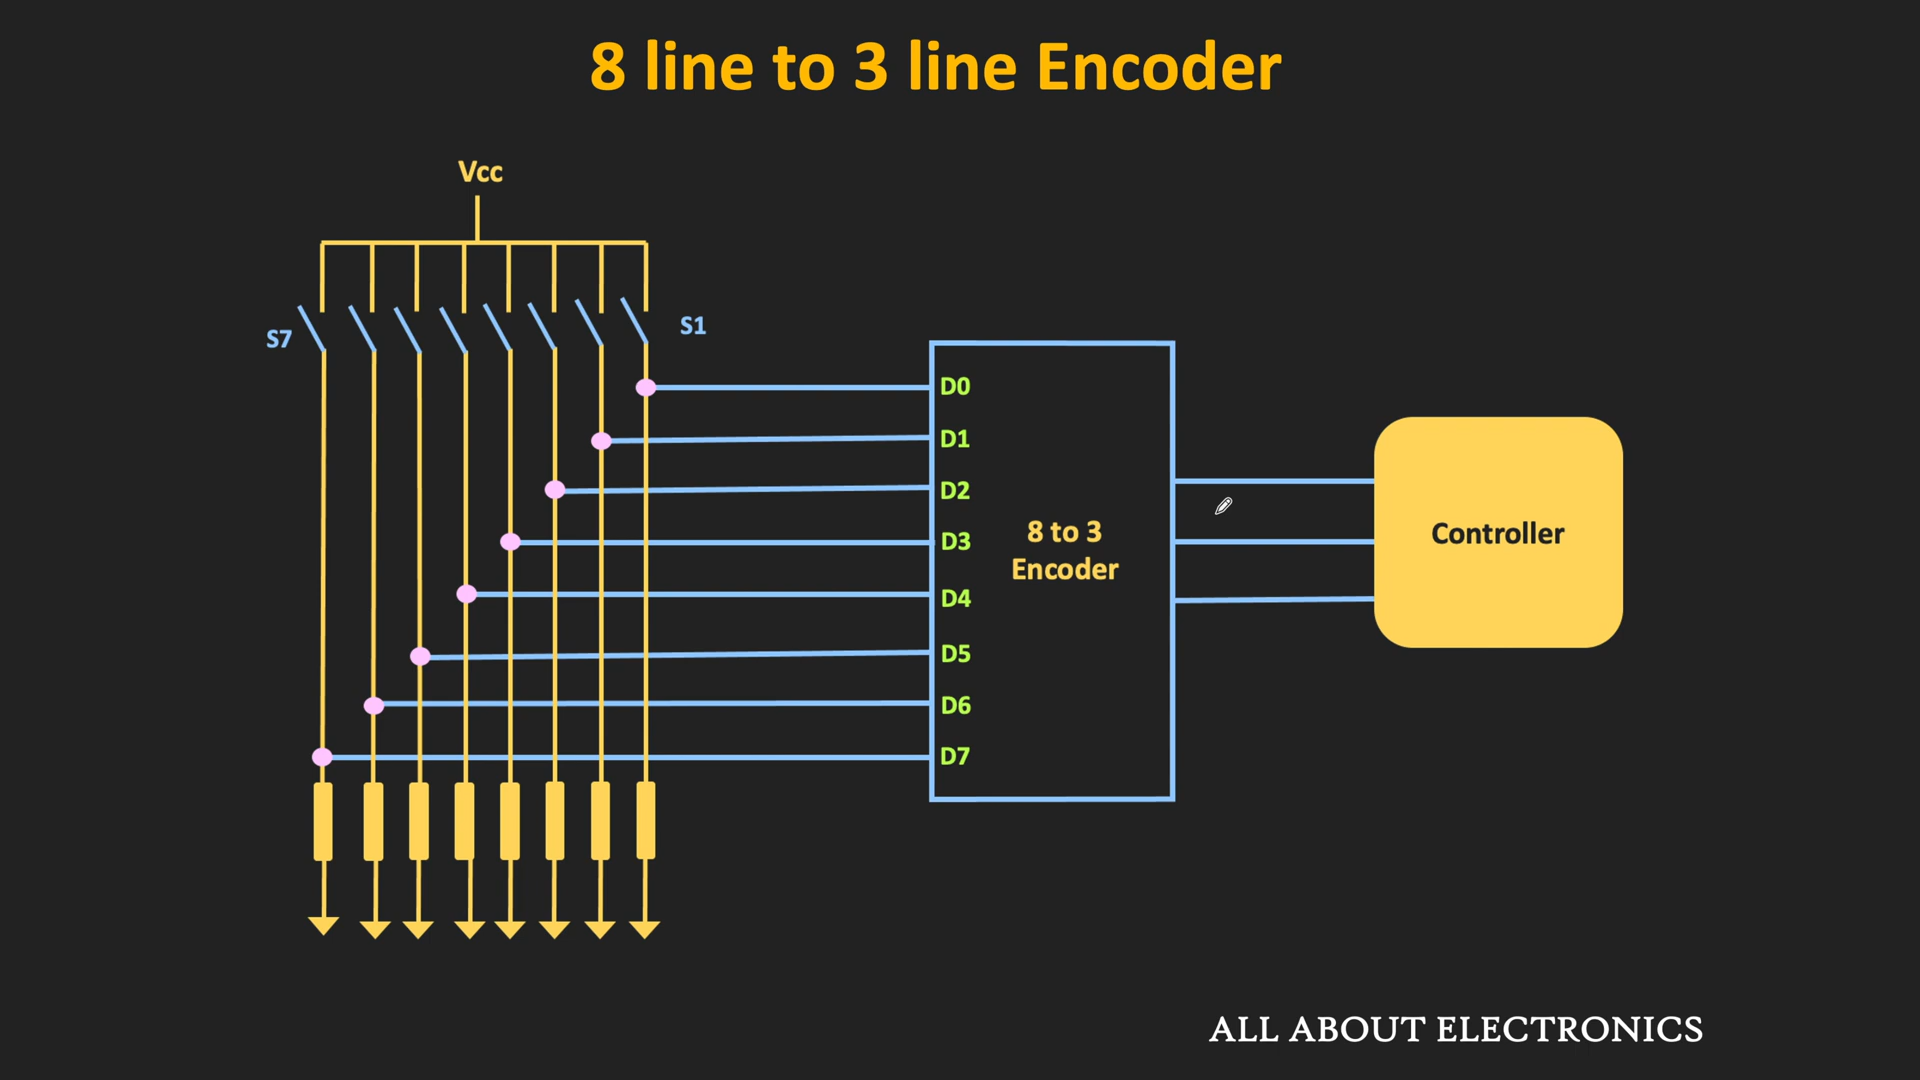 8 line to 3 line Encoder
Vcc
S7
S1
D0
D1
D2
D3
D4
D5
D6
D7
8 to 3
Encoder
Controller
ALL ABOUT ELECTRONICS